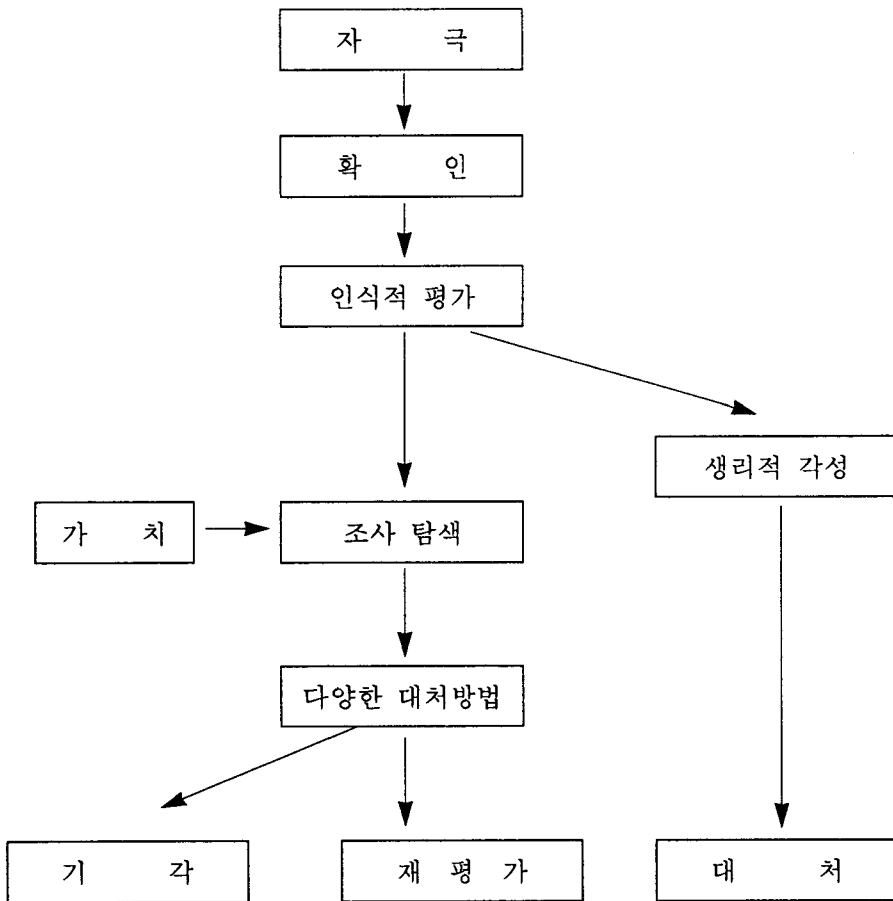 자 극
확 인
인식적 평가
생리적 각성
가 치
조사 탐색
다양한 대처방법
기 각
재 평 가
대 처